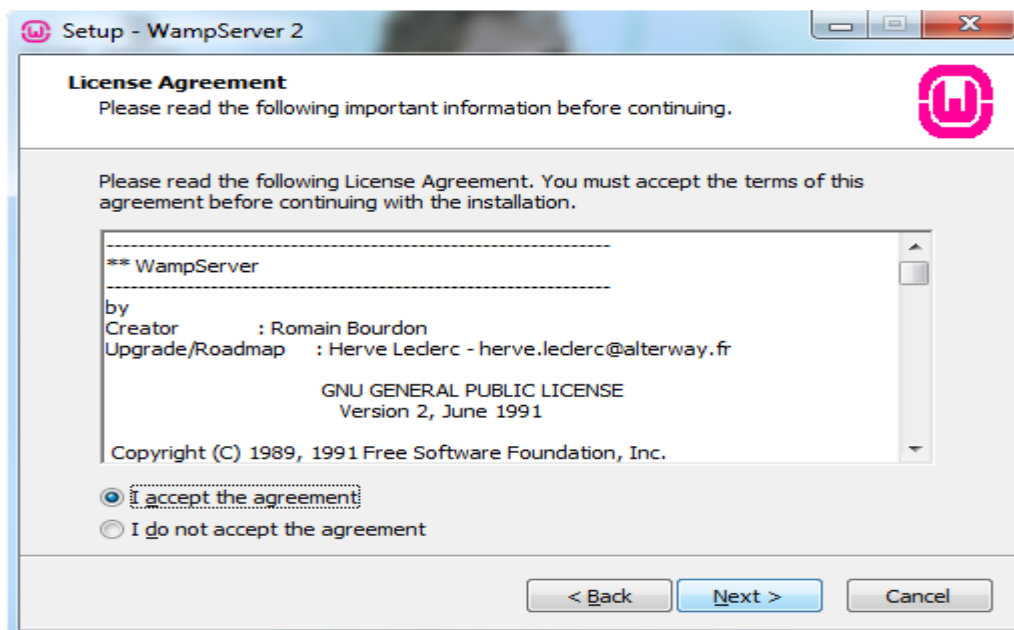 Setup - WampServer 2
License Agreement
Please read the following important information before continuing.
Please read the following License Agreement. You must accept the terms of this
agreement before continuing with the installation.
------------------------------------------------------------
** WampServer
------------------------------------------------------------
by
Creator : Romain Bourdon
Upgrade/Roadmap : Herve Leclerc - herve.leclerc@alterway.fr
GNU GENERAL PUBLIC LICENSE
Version 2, June 1991
Copyright (C) 1989, 1991 Free Software Foundation, Inc.
I accept the agreement
I do not accept the agreement
< Back Next > Cancel